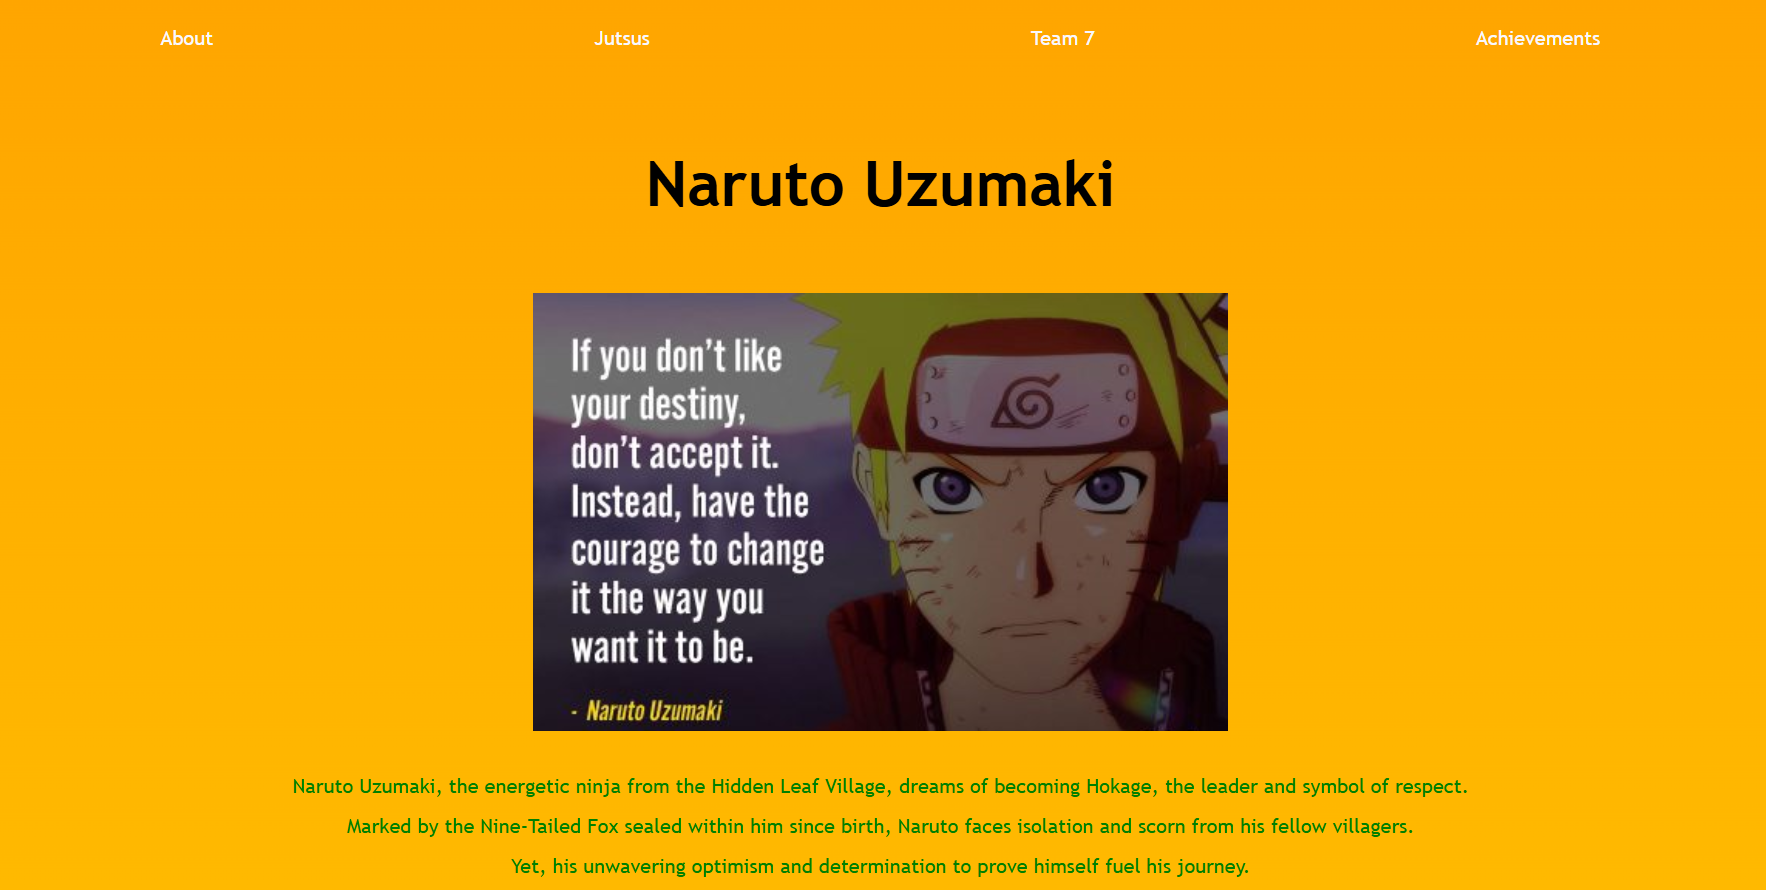 About
Jutsus
Team 7
Achievements
Naruto Uzumaki
If you don’t like
your destiny,
don’t accept it.
Instead, have the
courage to change
it the way you
want it to be.
- Naruto Uzumaki
Naruto Uzumaki, the energetic ninja from the Hidden Leaf Village, dreams of becoming Hokage, the leader and symbol of respect.
Marked by the Nine-Tailed Fox sealed within him since birth, Naruto faces isolation and scorn from his fellow villagers.
Yet, his unwavering optimism and determination to prove himself fuel his journey.